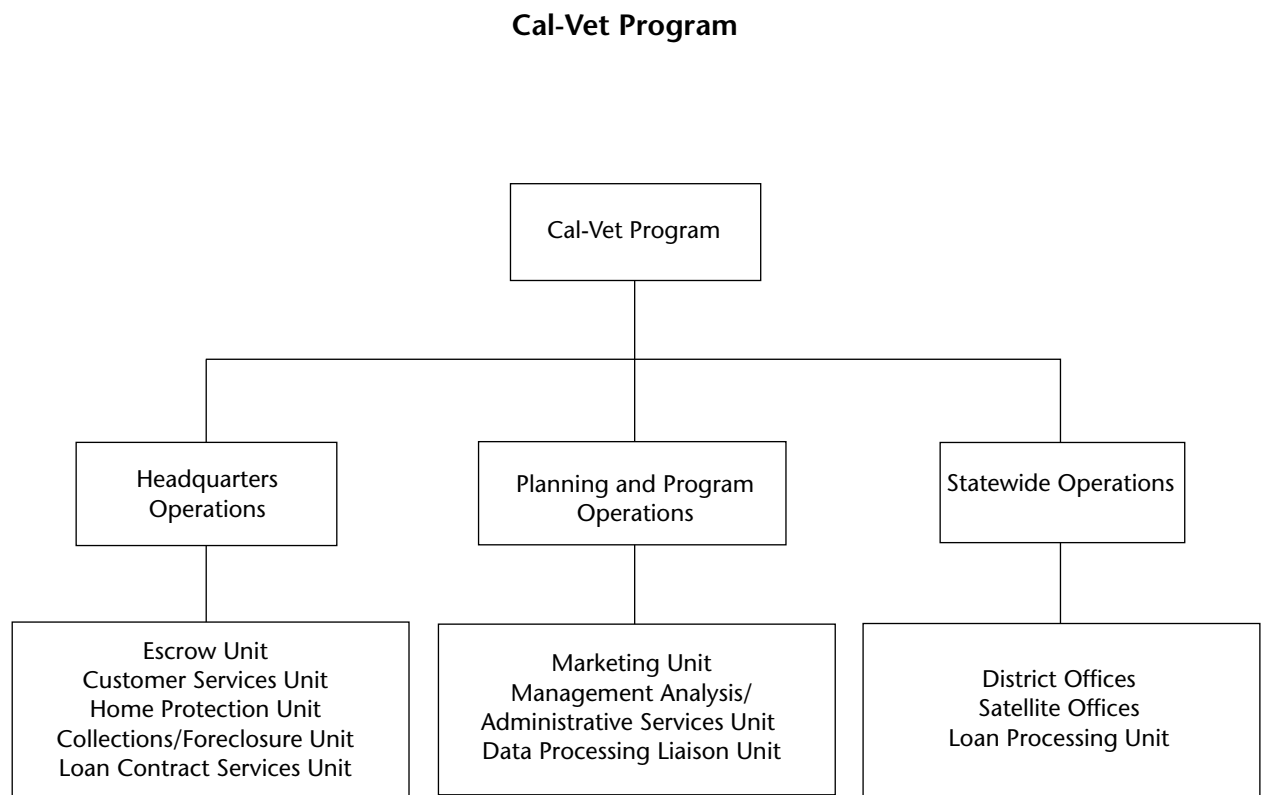 Cal-Vet Program
Cal-Vet Program
Headquarters
Operations
Planning and Program
Operations
Statewide Operations
Escrow Unit
Customer Services Unit
Home Protection Unit
Collections/Foreclosure Unit
Loan Contract Services Unit
Marketing Unit
Management Analysis/
Administrative Services Unit
Data Processing Liaison Unit
District Offices
Satellite Offices
Loan Processing Unit